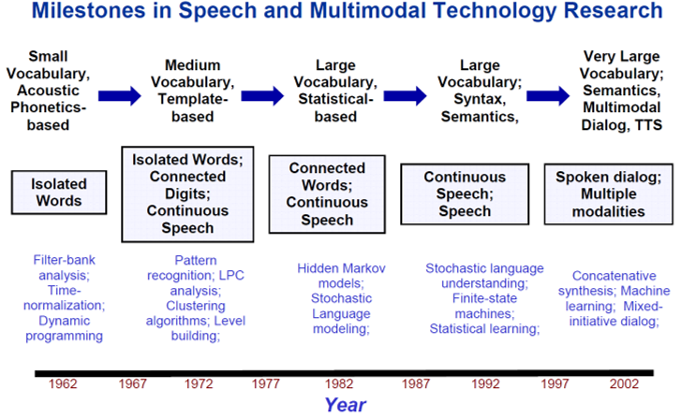 Milestones in Speech and Multimodal Technology Research
Small
Vocabulary,
Acoustic
Phonetics-
based
Medium
Vocabulary,
Template-
based
Large
Vocabulary,
Statistical-
based
Large
Vocabulary;
Syntax,
Semantics,
Very Large
Vocabulary;
Semantics,
Multimodal
Dialog, TTS
Isolated
Words
Isolated Words;
Connected
Digits;
Continuous
Speech
Connected
Words;
Continuous
Speech
Continuous
Speech;
Speech
Spoken dialog;
Multiple
modalities
Filter-bank
analysis;
Time-
normalization;
Dynamic
programming
Pattern
recognition; LPC
analysis;
Clustering
algorithms; Level
building;
Hidden Markov
models;
Stochastic
Language
modeling;
Stochastic language
understanding;
Finite-state
machines;
Statistical learning;
Concatenative
synthesis; Machine
learning; Mixed-
initiative dialog;
1962 1967 1972 1977 1982 1987 1992 1997 2002
Year